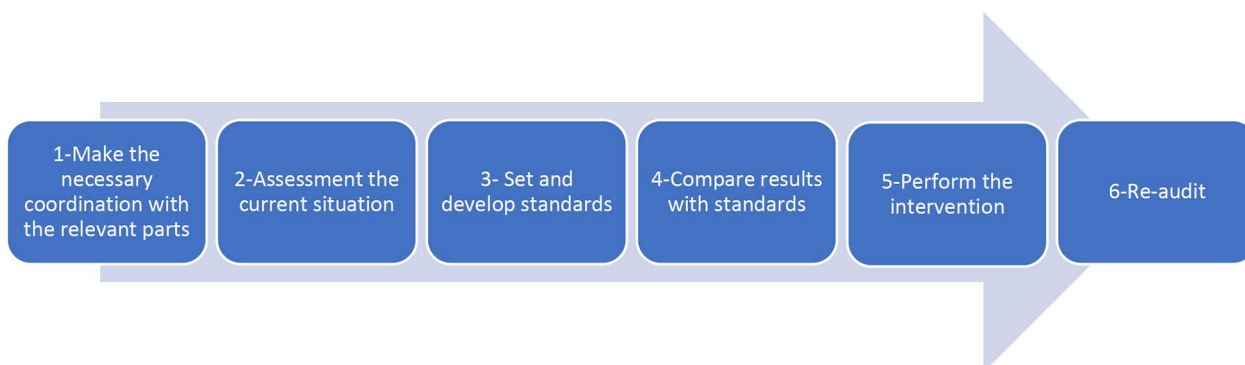 1-Make the
necessary
coordination with
the relevant parts
2-Assessment the
current situation
3- Set and
develop standards
4-Compare results
with standards
5-Perform the
intervention
6-Re-audit